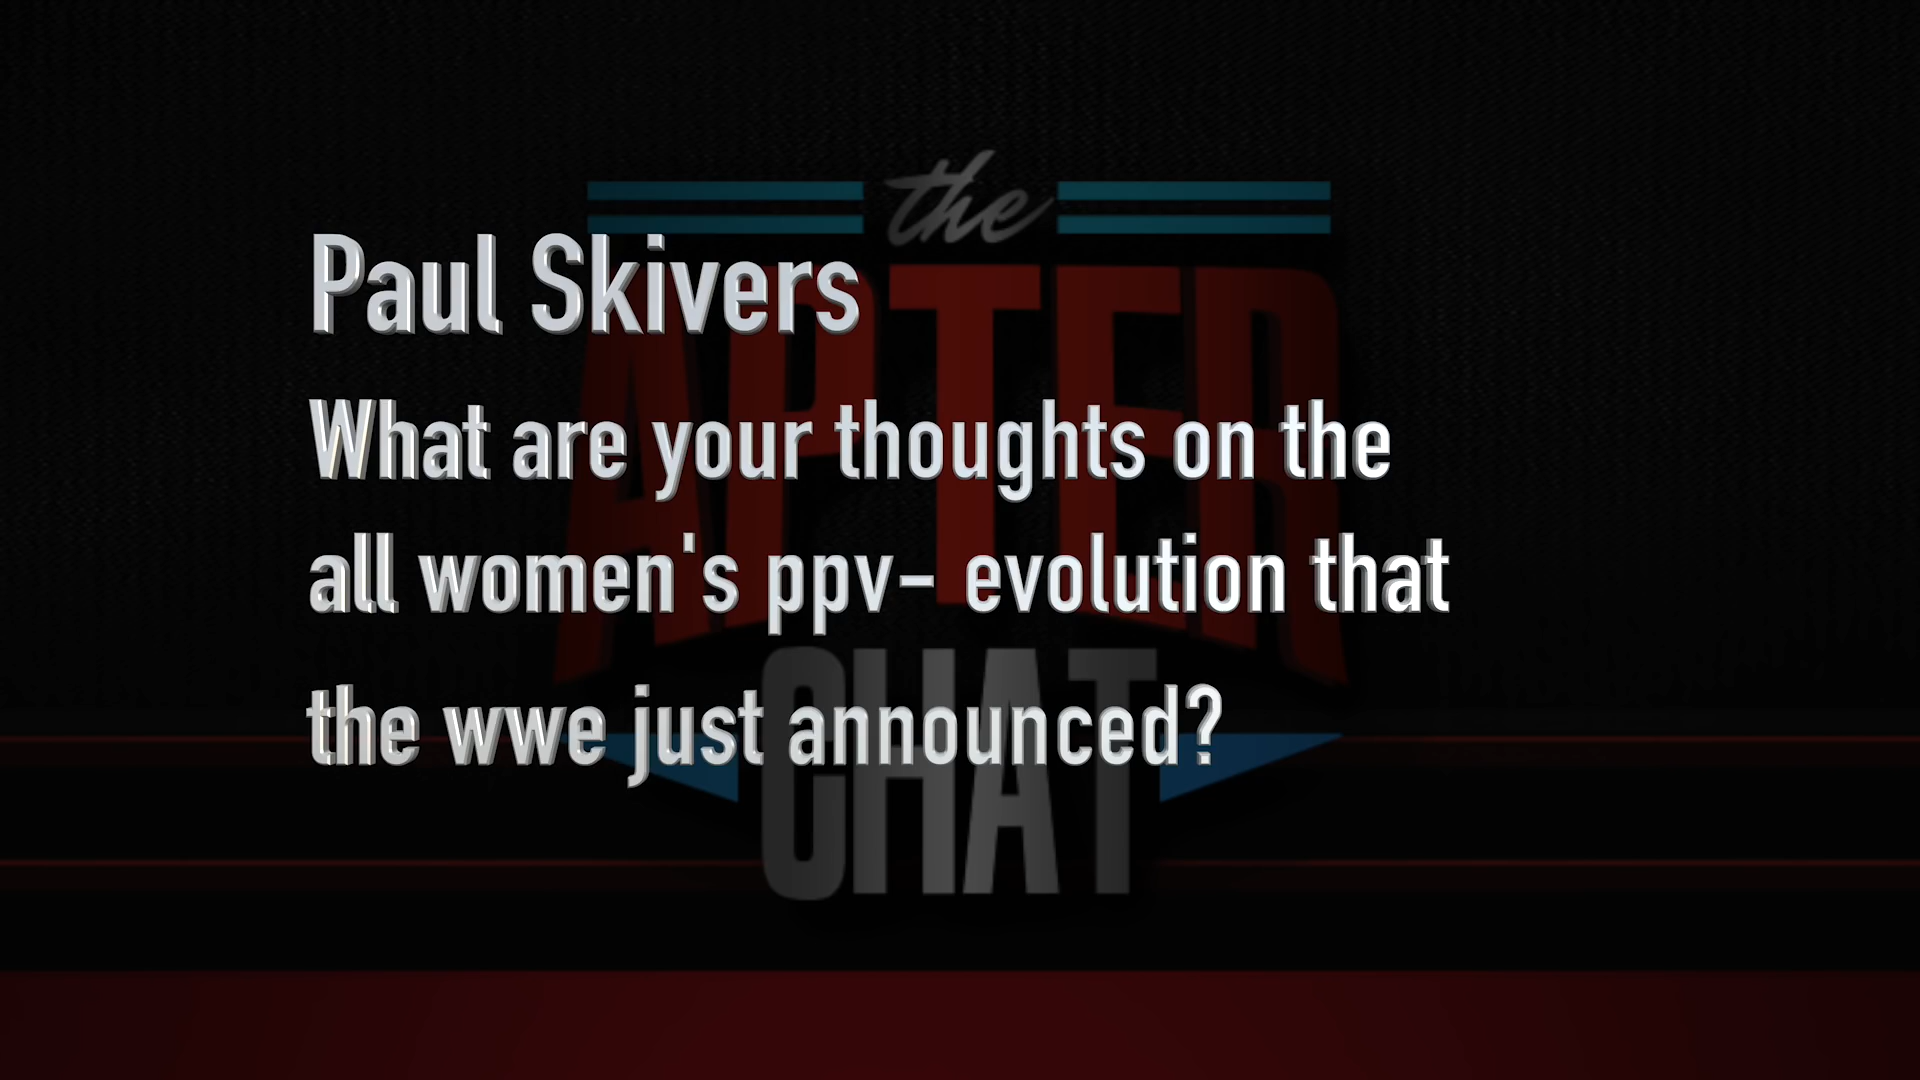 the
APTER
CHAT
Paul Skivers
What are your thoughts on the
all women's ppv- evolution that
the wwe just announced?